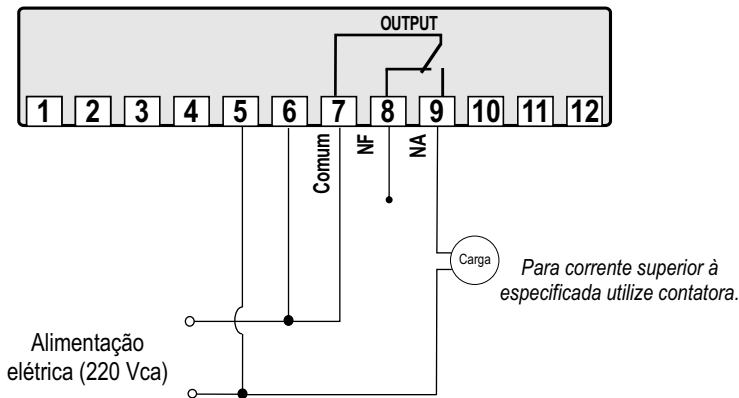 OUTPUT
1 2 3 4 5 6 7 8 9 10 11 12
Comum
NF
NA
Carga
Para corrente superior à
especificada utilize contatora.
Alimentação
elétrica (220 Vca)